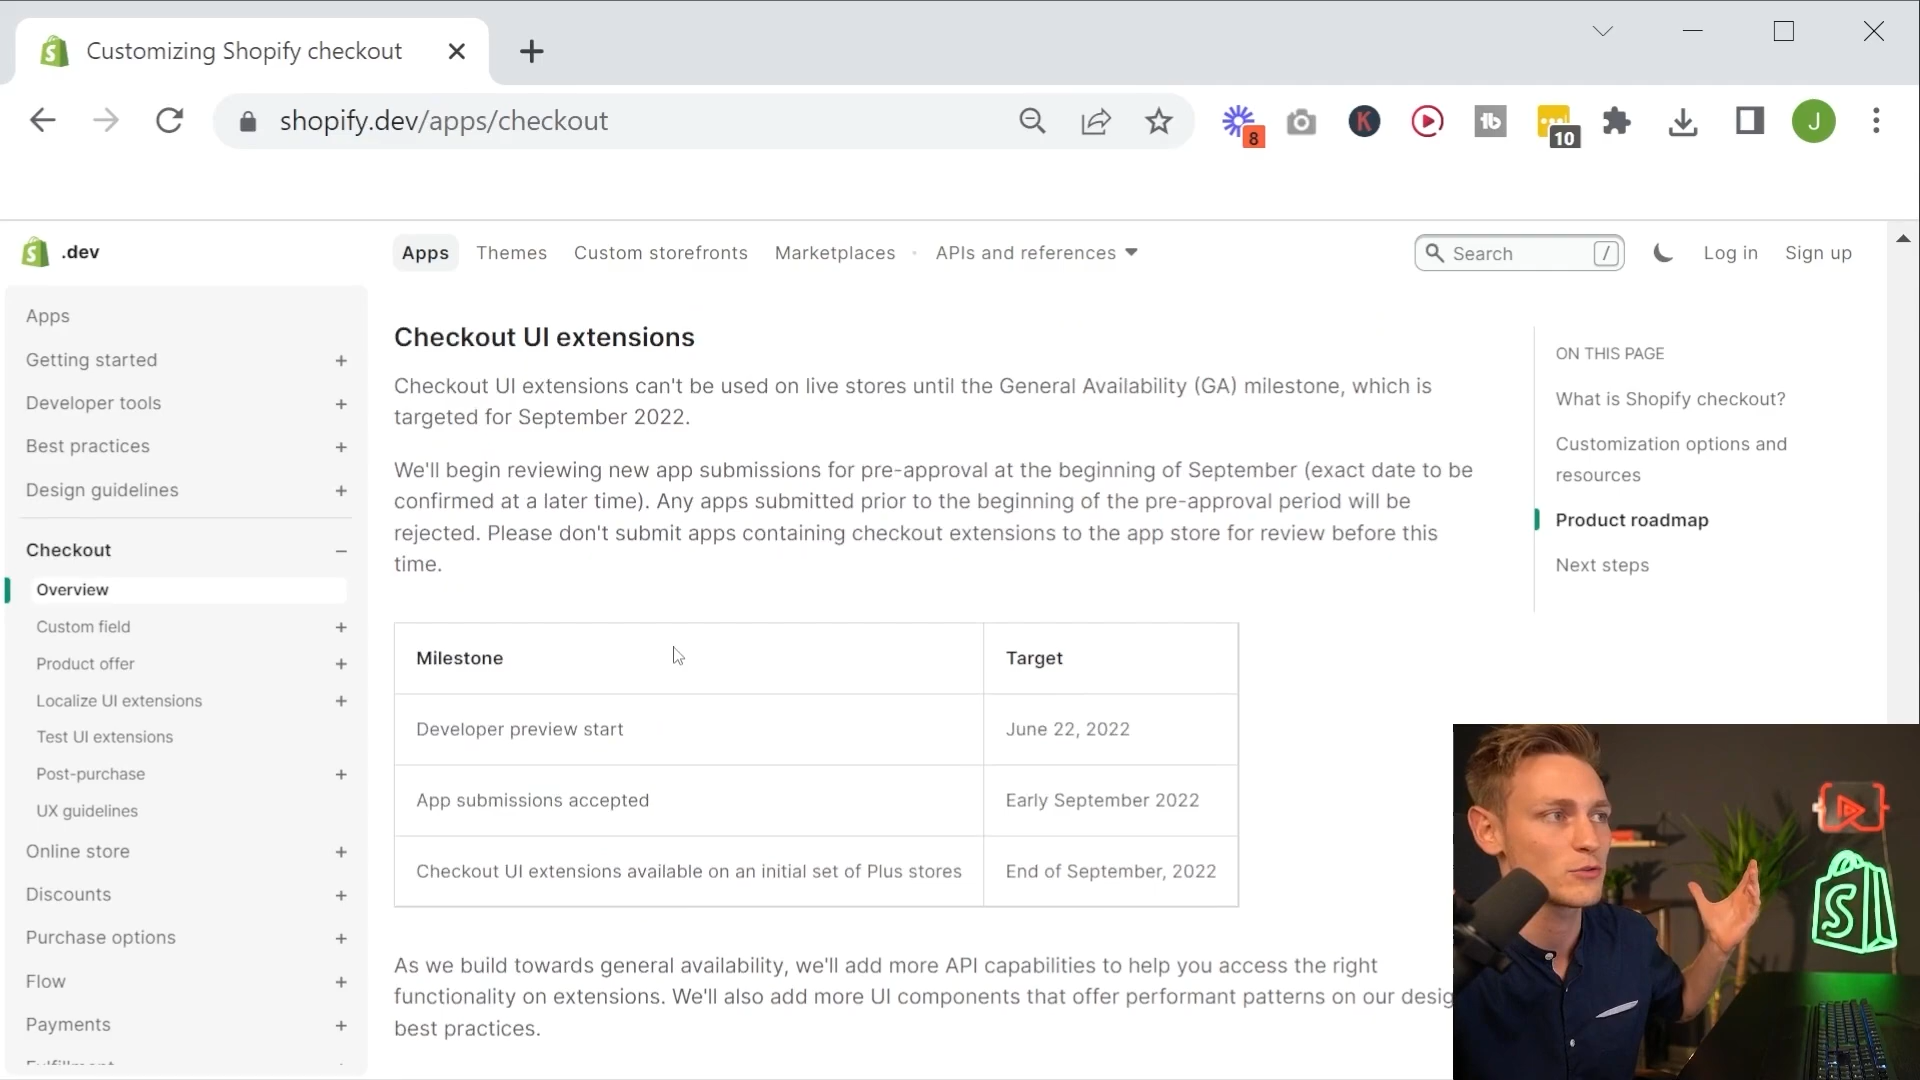 Customizing Shopify checkout
shopify.dev/apps/checkout
8
K
tb
10
J
.dev
Apps
Themes
Custom storefronts
Marketplaces
APIs and references
Search
/
Log in
Sign up
Apps
Getting started
Developer tools
Best practices
Design guidelines
Checkout
Overview
Custom field
Product offer
Localize UI extensions
Test UI extensions
Post-purchase
UX guidelines
Online store
Discounts
Purchase options
Flow
Payments
Checkout UI extensions
Checkout UI extensions can't be used on live stores until the General Availability (GA) milestone, which is
targeted for September 2022.
We'll begin reviewing new app submissions for pre-approval at the beginning of September (exact date to be
confirmed at a later time). Any apps submitted prior to the beginning of the pre-approval period will be
rejected. Please don't submit apps containing checkout extensions to the app store for review before this
time.
Milestone
Target
Developer preview start
June 22, 2022
App submissions accepted
Early September 2022
Checkout UI extensions available on an initial set of Plus stores
End of September, 2022
As we build towards general availability, we'll add more API capabilities to help you access the right
functionality on extensions. We'll also add more UI components that offer performant patterns on our desig
best practices.
ON THIS PAGE
What is Shopify checkout?
Customization options and
resources
Product roadmap
Next steps
S